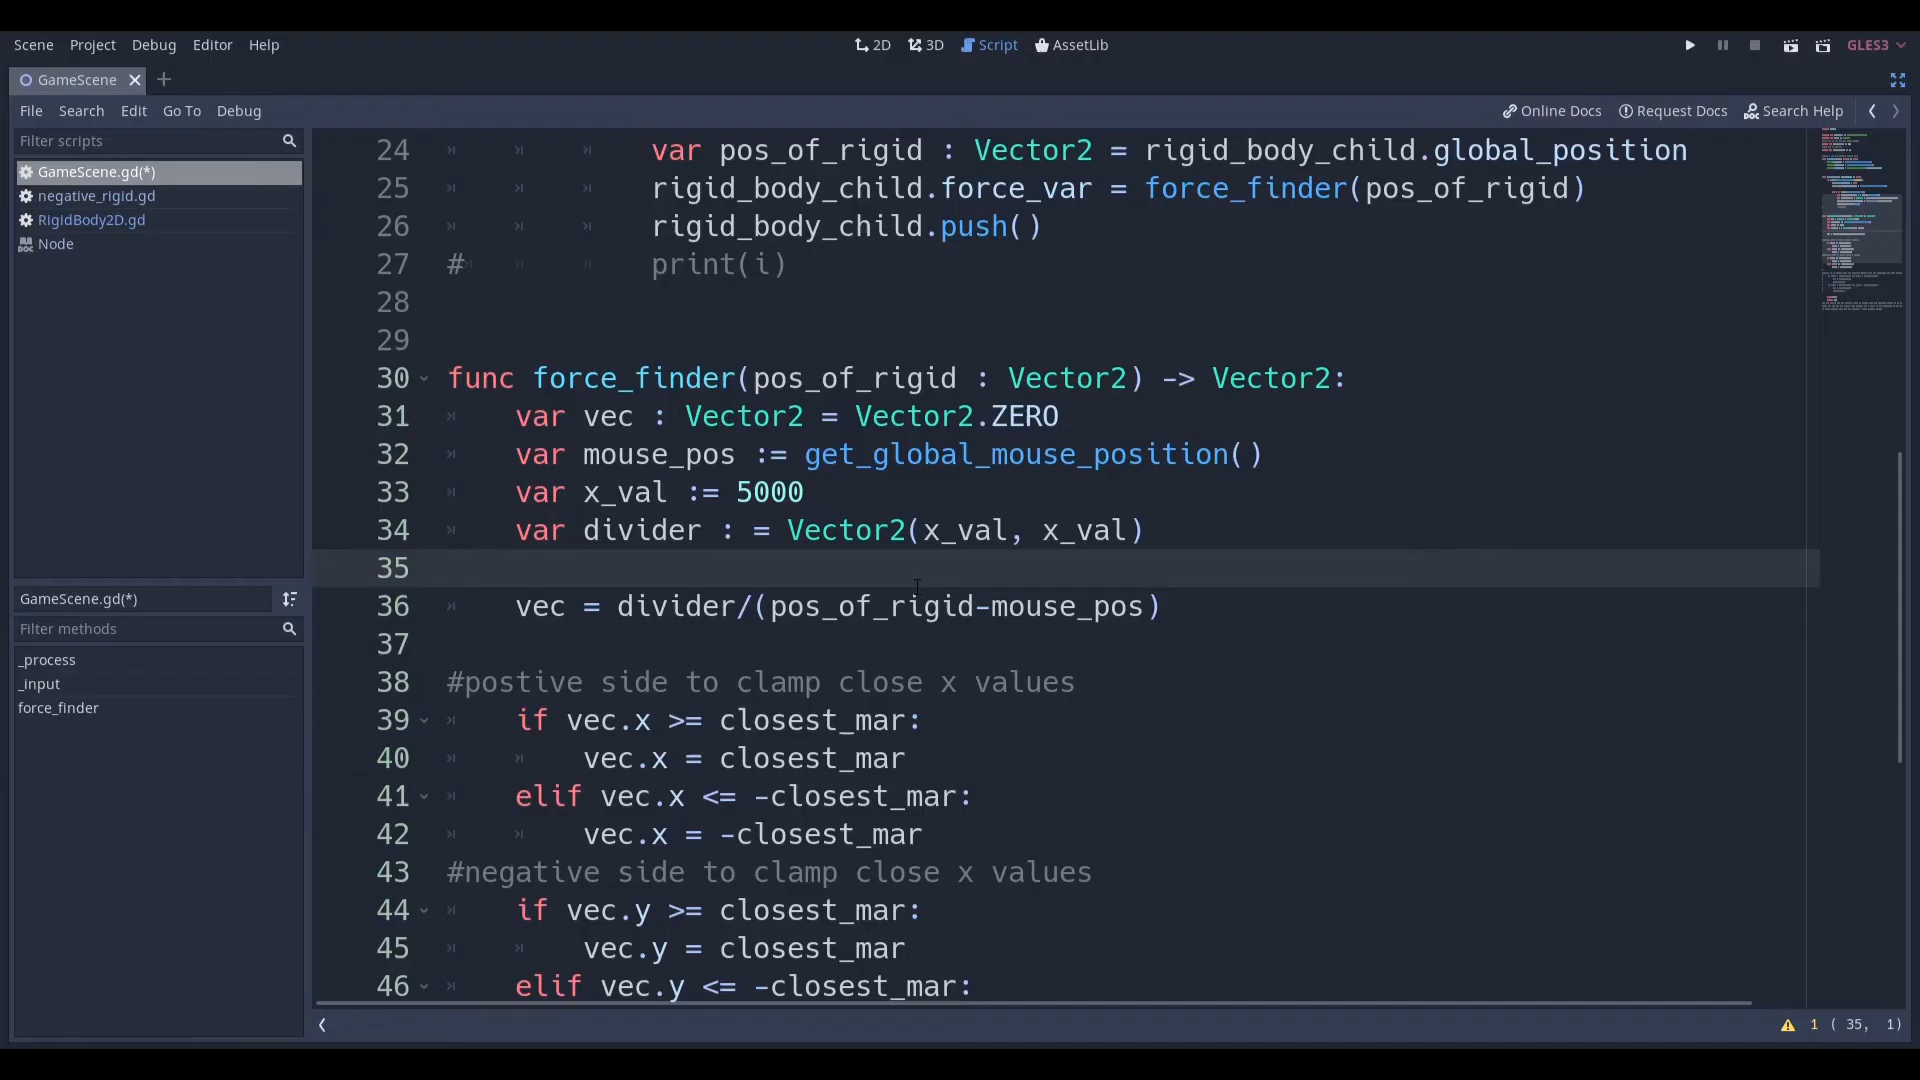 Scene Project Debug Editor Help
2D 3D Script AssetLib
GLES3
GameScene
File Search Edit Go To Debug
Online Docs Request Docs Search Help
Filter scripts
GameScene.gd(*)
negative_rigid.gd
RigidBody2D.gd
Node
GameScene.gd(*)
Filter methods
_process
_input
force_finder
24 var pos_of_rigid : Vector2 = rigid_body_child.global_position
25 rigid_body_child.force_var = force_finder(pos_of_rigid)
26 rigid_body_child.push()
27 # print(i)
28
29
30 func force_finder(pos_of_rigid : Vector2) -> Vector2:
31 var vec : Vector2 = Vector2.ZERO
32 var mouse_pos := get_global_mouse_position()
33 var x_val := 5000
34 var divider : = Vector2(x_val, x_val)
35
36 vec = divider/(pos_of_rigid-mouse_pos)
37
38 #postive side to clamp close x values
39 if vec.x >= closest_mar:
40 vec.x = closest_mar
41 elif vec.x <= -closest_mar:
42 vec.x = -closest_mar
43 #negative side to clamp close x values
44 if vec.y >= closest_mar:
45 vec.y = closest_mar
46 elif vec.y <= -closest_mar:
1 ( 35, 1)